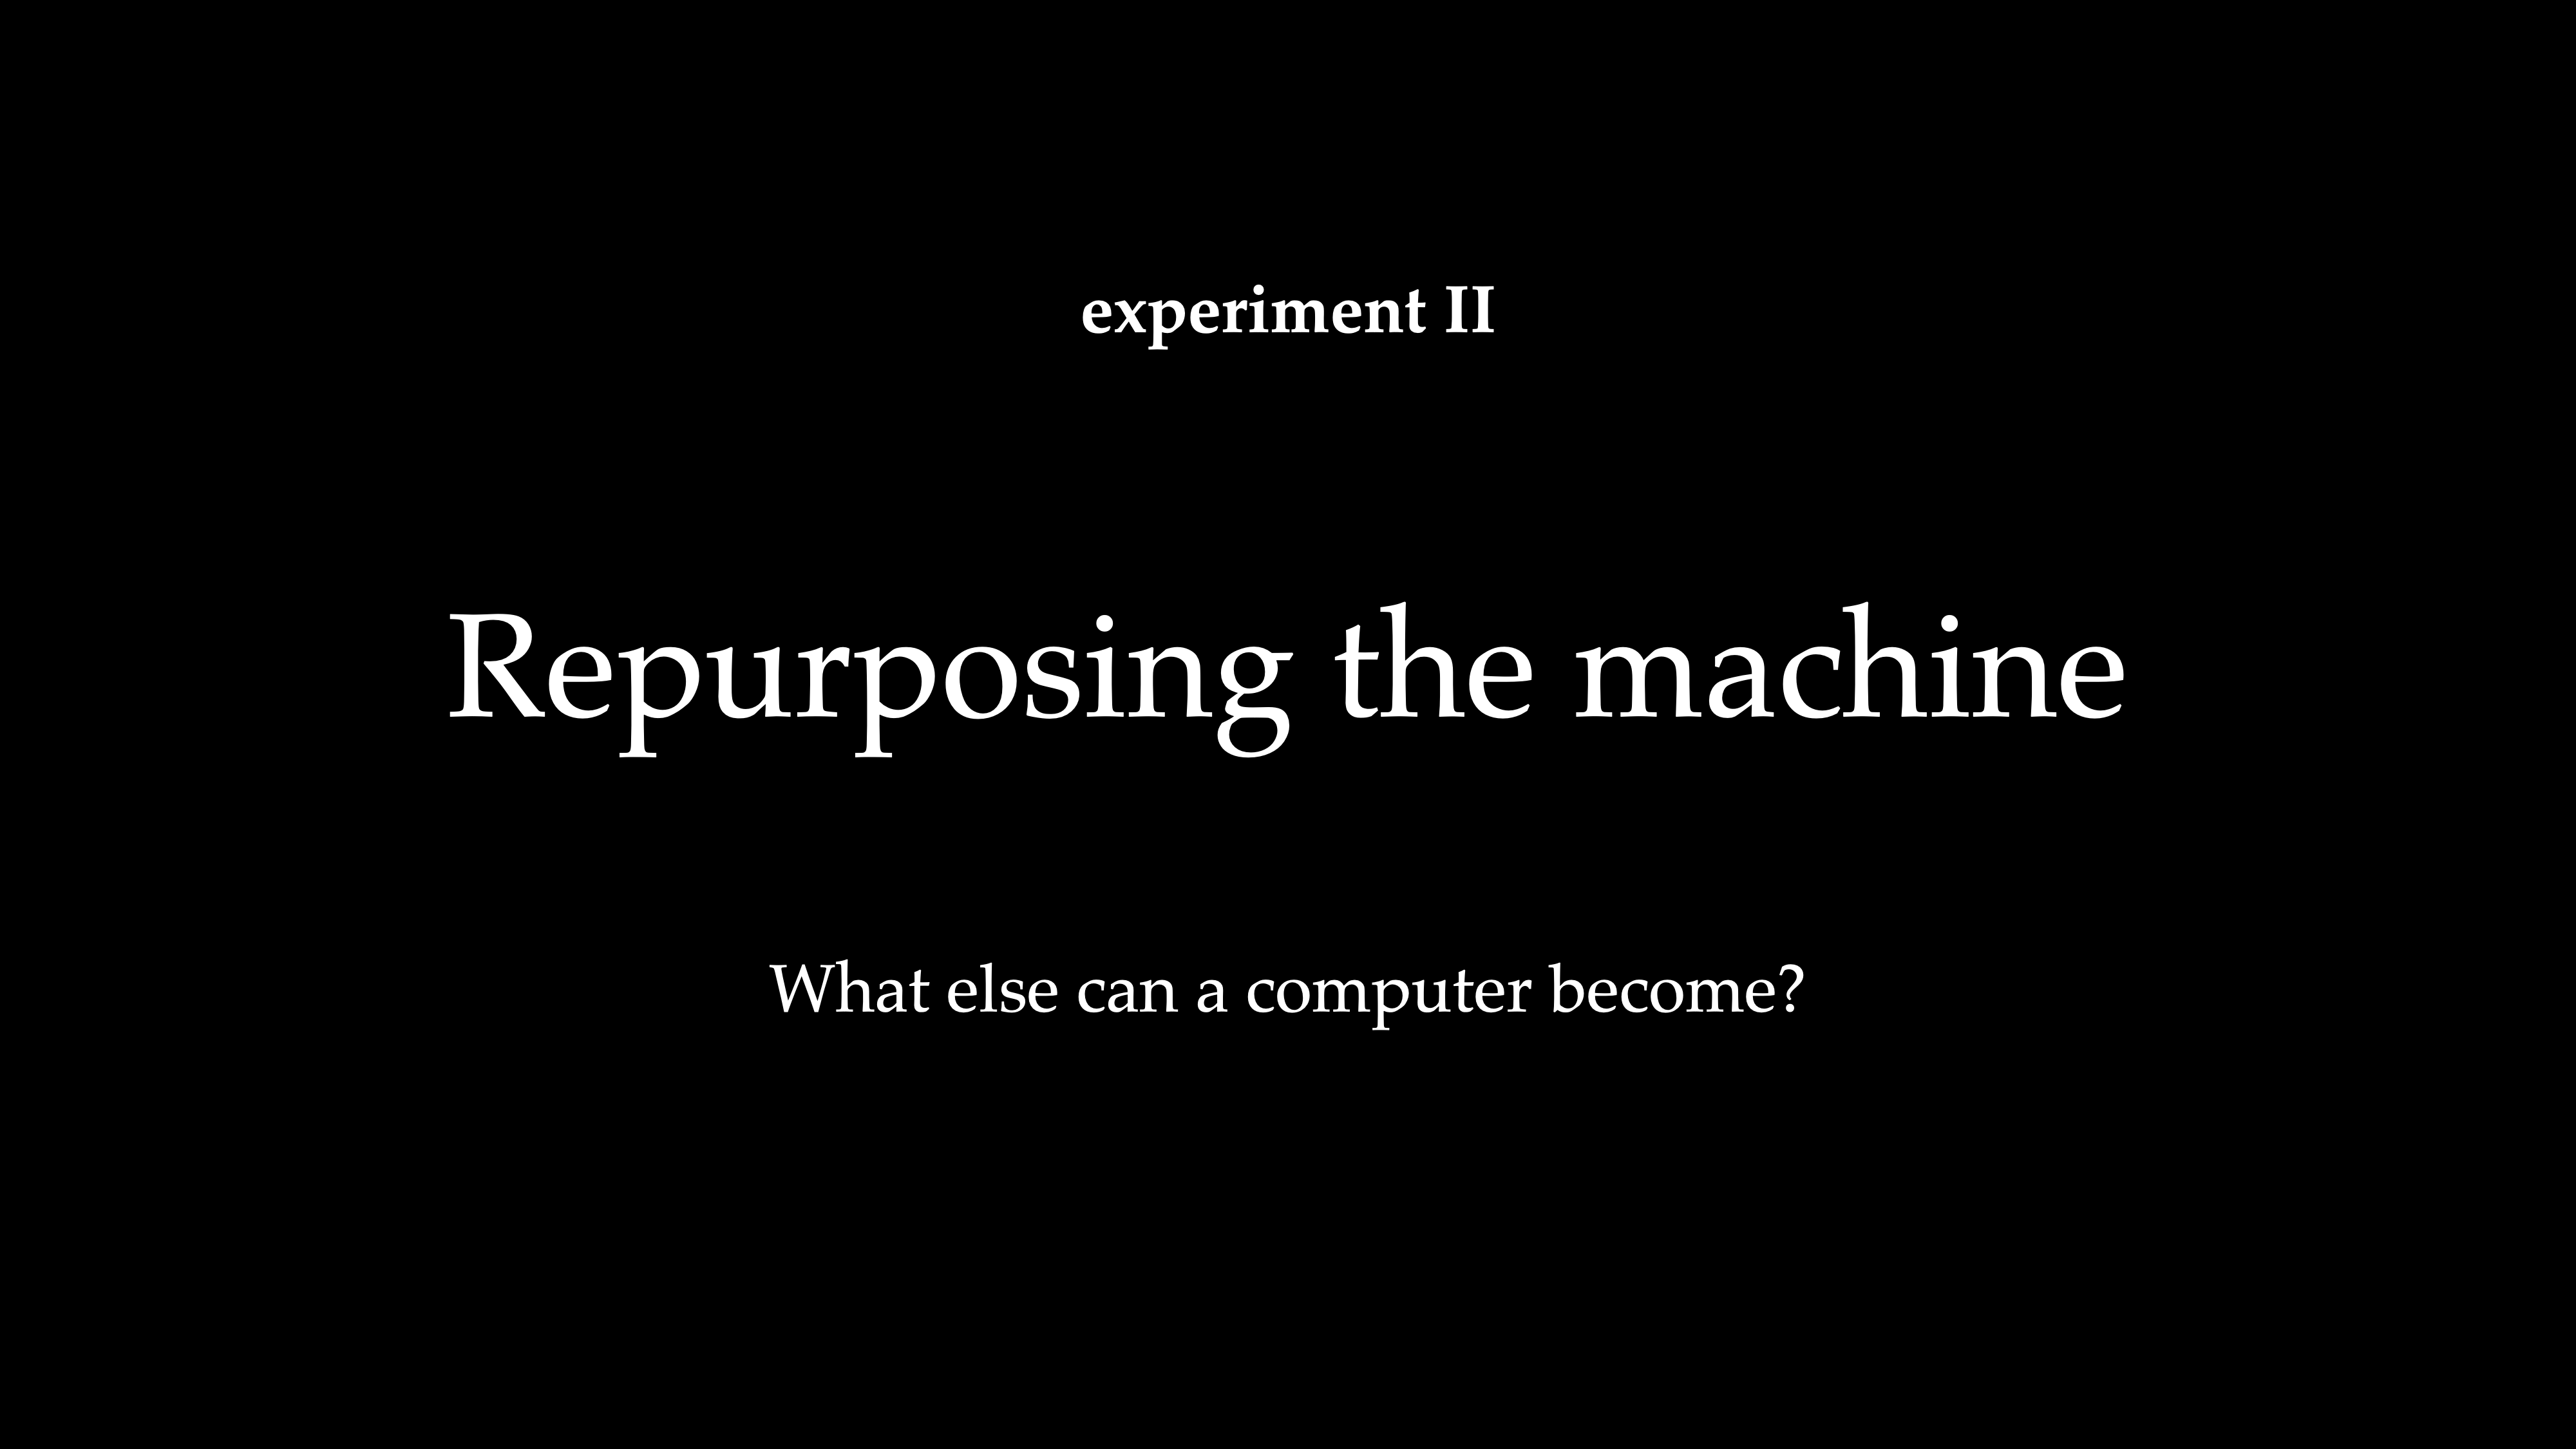 experiment II
Repurposing the machine
What else can a computer become?